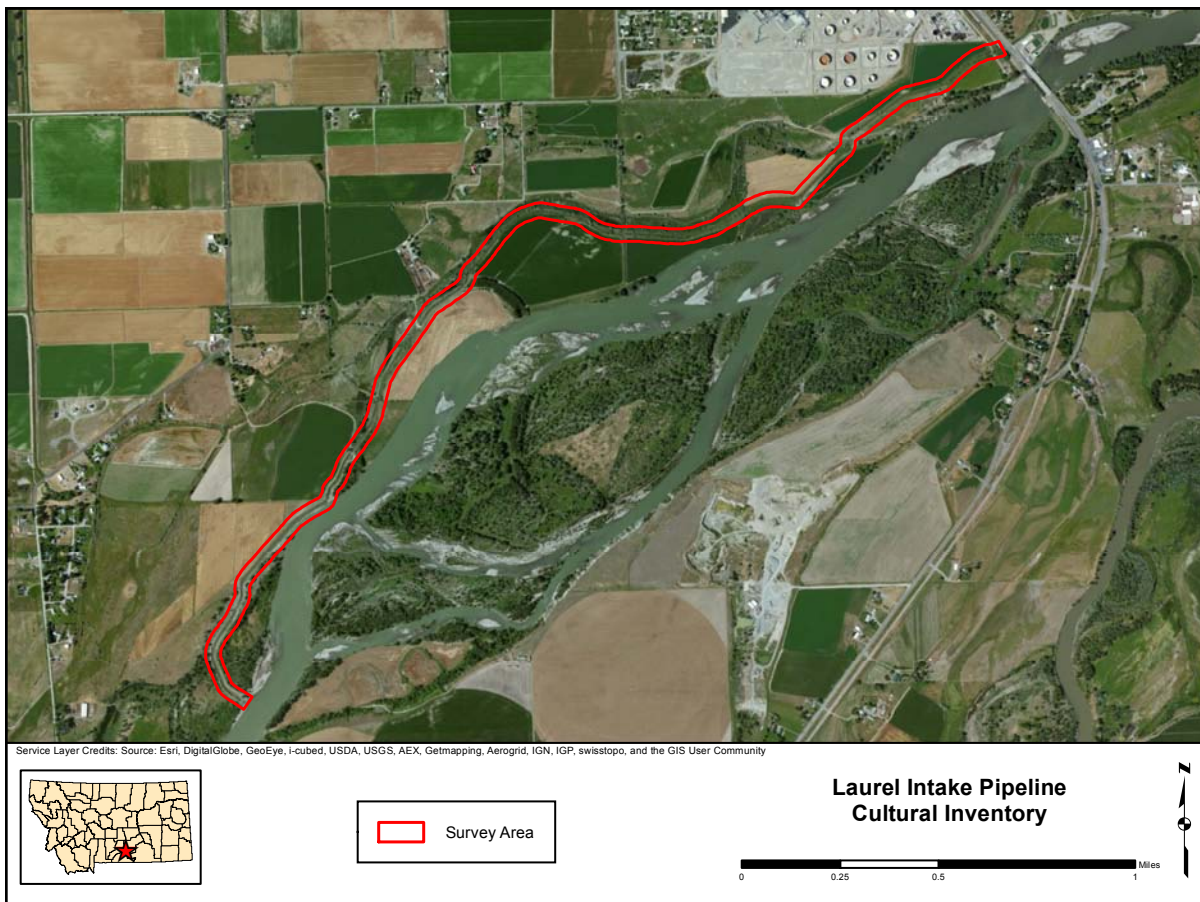 Service Layer Credits: Source: Esri, DigitalGlobe, GeoEye, i-cubed, USDA, USGS, AEX, Getmapping, Aerogrid, IGN, IGP, swisstopo, and the GIS User Community
Survey Area
Laurel Intake Pipeline
Cultural Inventory
Z
Miles
0 0.25 0.5 1